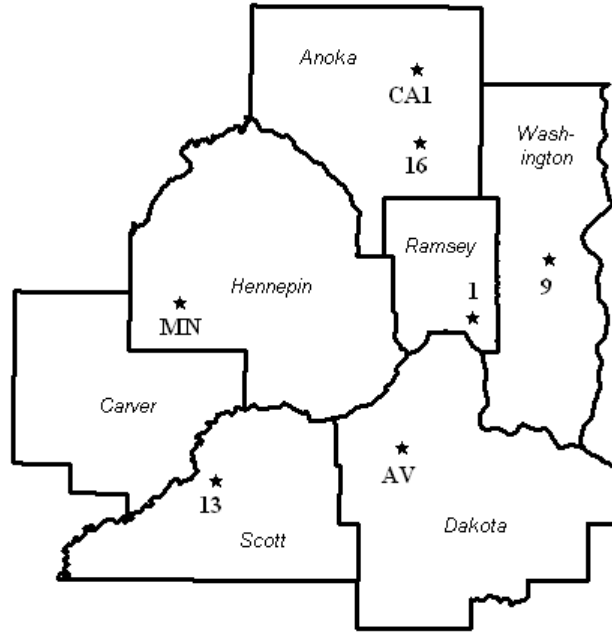 Anoka
CA1
Wash-
ington
16
Ramsey
9
Hennepin
1
MN
Carver
AV
13
Scott
Dakota